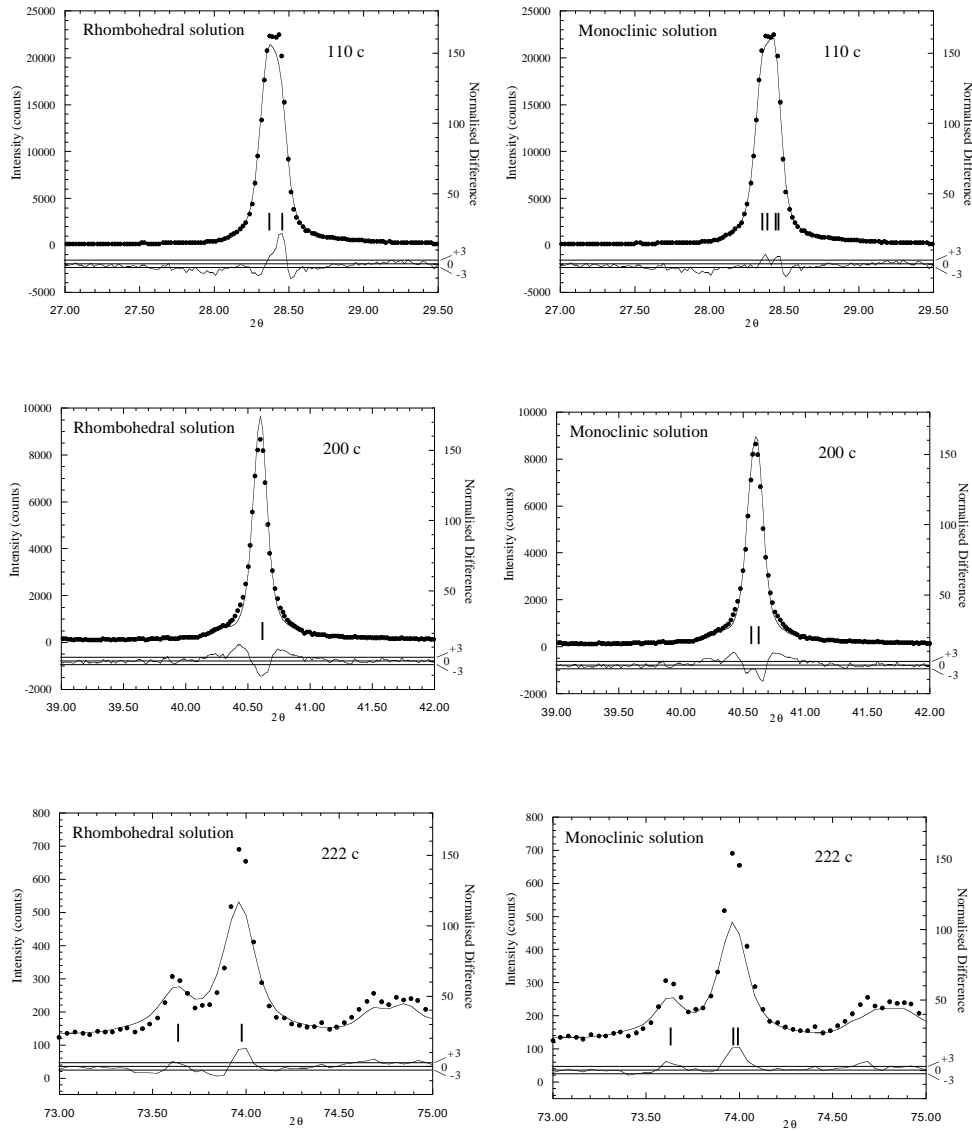 Rhombohedral solution
110 c
25000
20000
15000
10000
5000
0
-5000
150
100
50
+3
0
-3
27.00 27.50 28.00 28.50 29.00 29.50
2θ
Intensity (counts)
Normalised Difference
Monoclinic solution
110 c
25000
20000
15000
10000
5000
0
-5000
150
100
50
+3
0
-3
27.00 27.50 28.00 28.50 29.00 29.50
2θ
Intensity (counts)
Normalised Difference
Rhombohedral solution
200 c
10000
8000
6000
4000
2000
0
-2000
150
100
50
+3
0
-3
39.00 39.50 40.00 40.50 41.00 41.50 42.00
2θ
Intensity (counts)
Normalised Difference
Monoclinic solution
200 c
10000
8000
6000
4000
2000
0
-2000
150
100
50
+3
0
-3
39.00 39.50 40.00 40.50 41.00 41.50 42.00
2θ
Intensity (counts)
Normalised Difference
Rhombohedral solution
222 c
800
700
600
500
400
300
200
100
0
150
100
50
+3
0
-3
73.00 73.50 74.00 74.50 75.00
2θ
Intensity (counts)
Normalised Difference
Monoclinic solution
222 c
800
700
600
500
400
300
200
100
0
150
100
50
+3
0
-3
73.00 73.50 74.00 74.50 75.00
2θ
Intensity (counts)
Normalised Difference